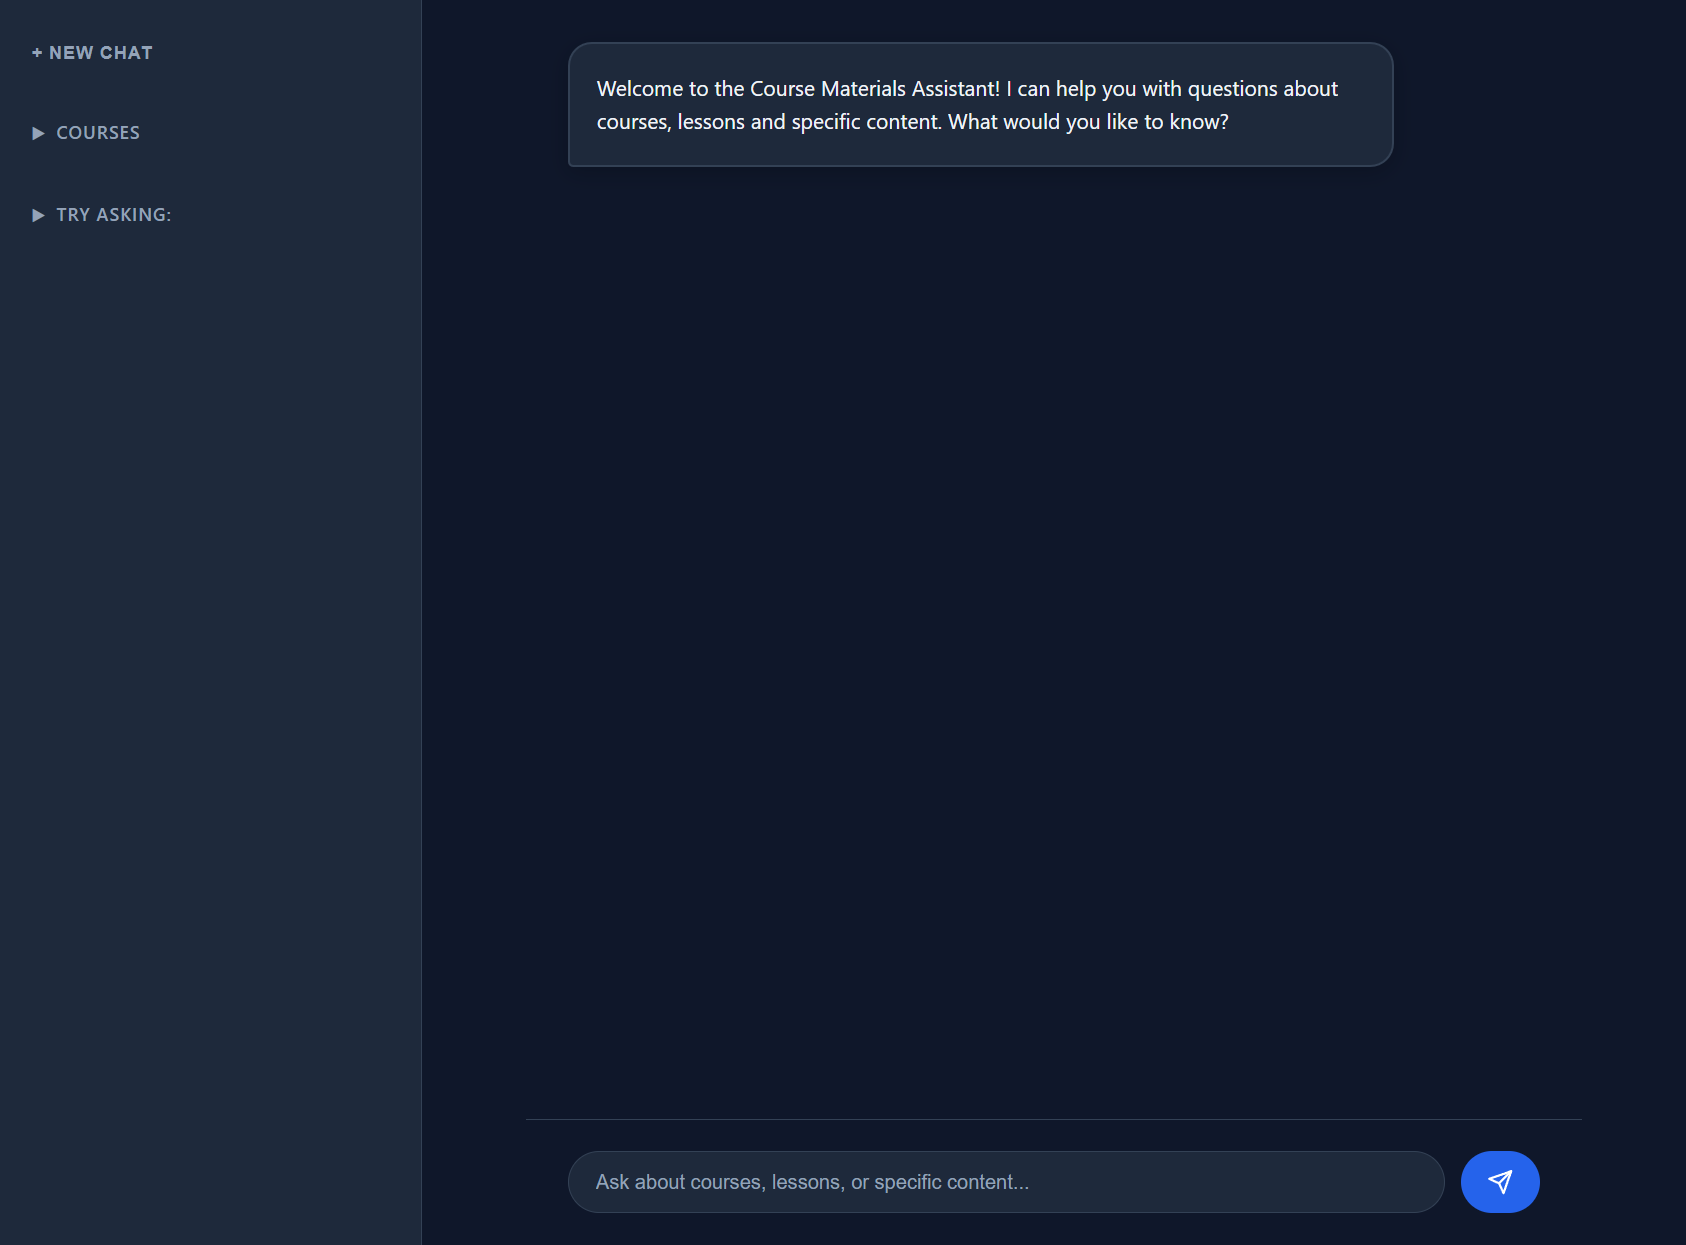 + NEW CHAT
▶ COURSES
▶ TRY ASKING:
Welcome to the Course Materials Assistant! I can help you with questions about
courses, lessons and specific content. What would you like to know?
Ask about courses, lessons, or specific content...